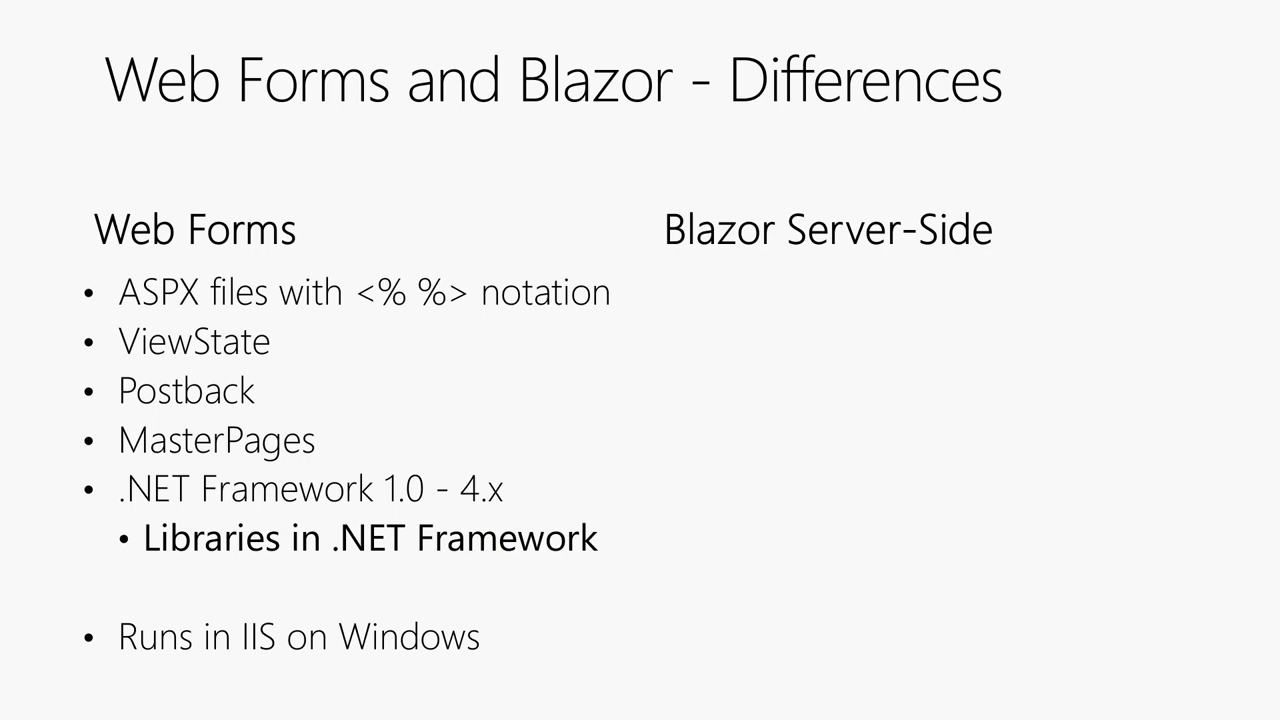 Web Forms and Blazor - Differences
Web Forms
• ASPX files with <% %> notation
• ViewState
• Postback
• MasterPages
• .NET Framework 1.0 - 4.x
• Libraries in .NET Framework
• Runs in IIS on Windows
Blazor Server-Side